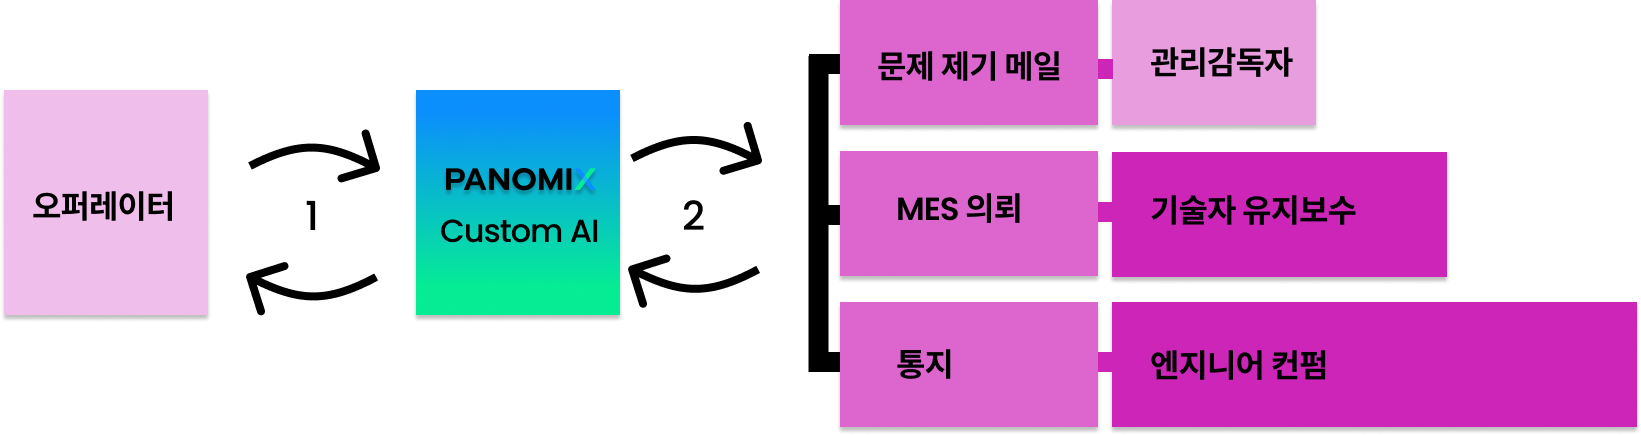 오퍼레이터
1
PANOMIX
Custom AI
2
문제 제기 메일
관리감독자
MES 의뢰
기술자 유지보수
통지
엔지니어 컨펌